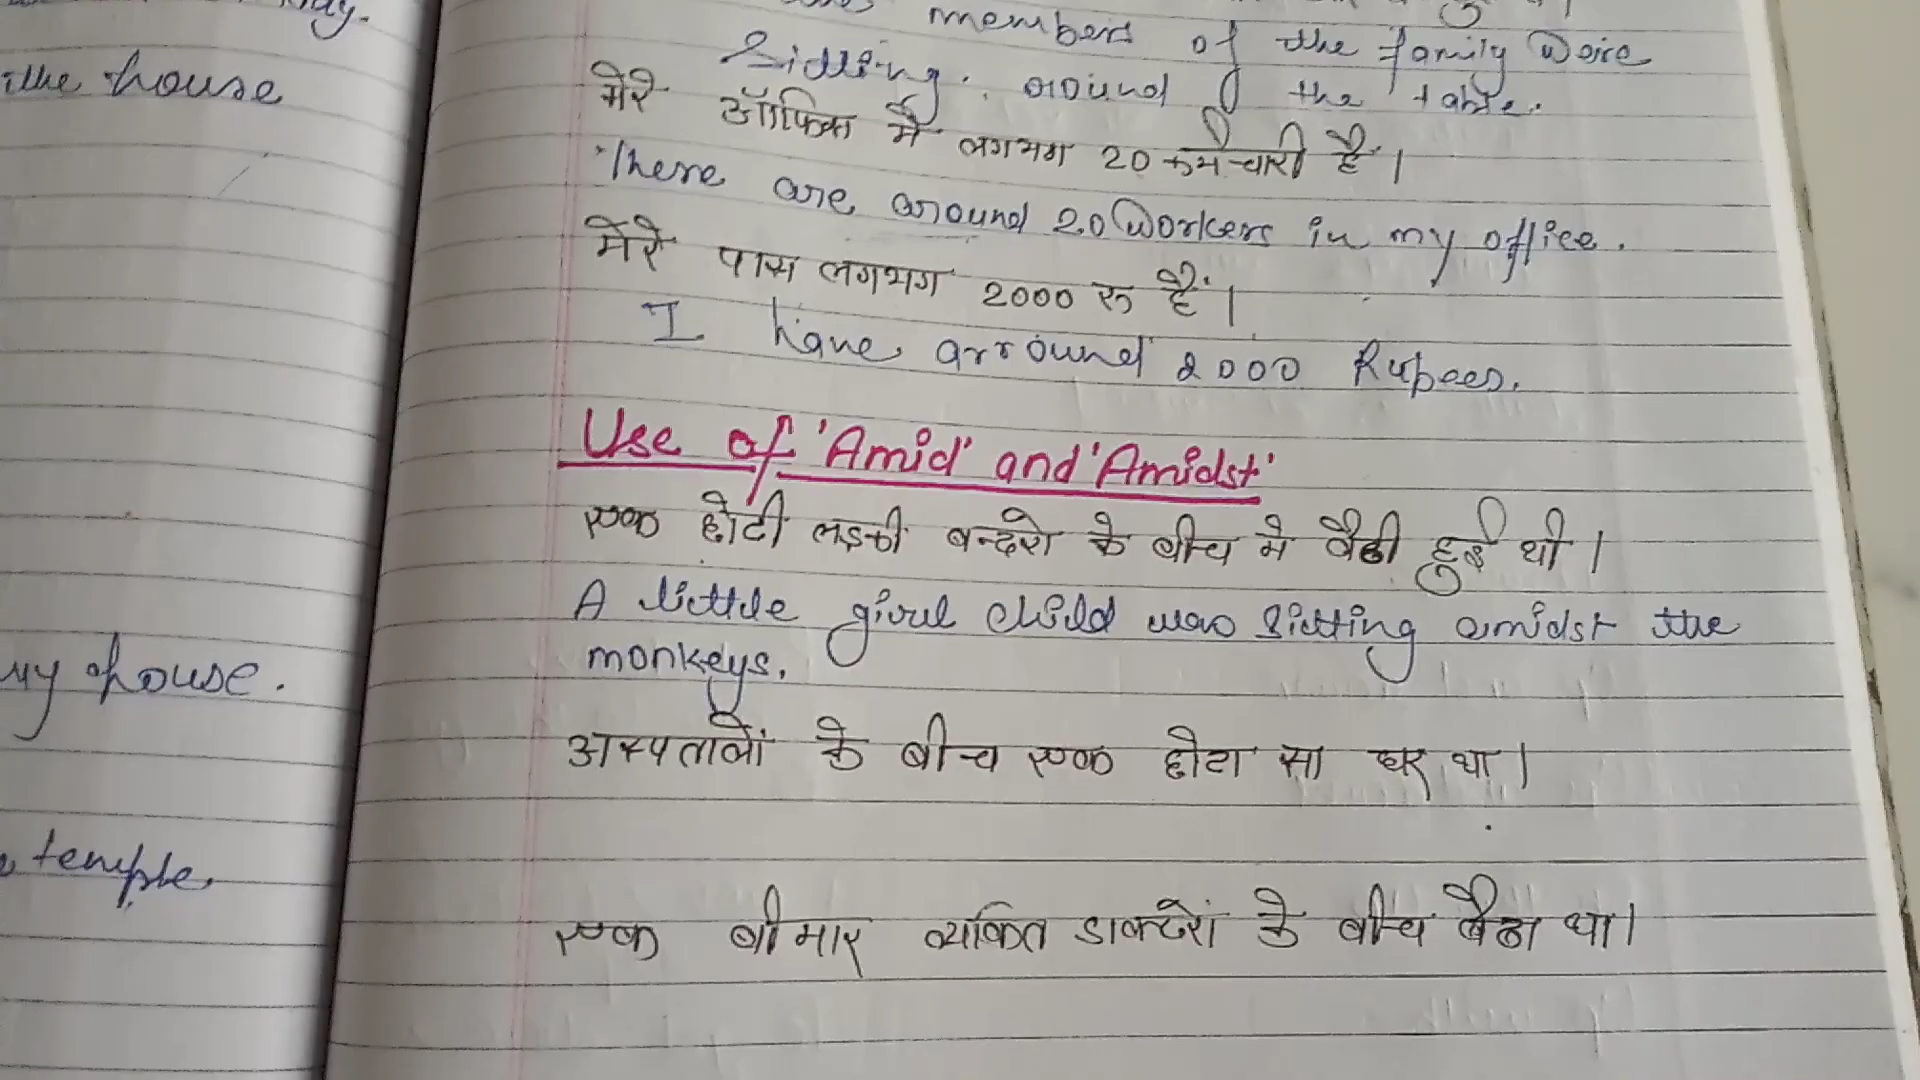 the house
my house.
temple.
members of the family were
Sitting around the table.
मेरे ऑफिस में लगभग 20 कर्मचारी है।
There are around 20 Workers in my office.
मेरे पास लगभग 2000 रू हैं।
I have arround 2000 Rupees.
Use of 'Amid' and 'Amidst'
एक छोटी लड़की बन्दरो के बीच मे बैठी हुई थी।
A little girl child was sitting amidst the
monkeys.
अस्पतालों के बीच एक छोटा सा घर था।
एक बीमार व्यक्ति डाक्टरों के बीच बैठा था।